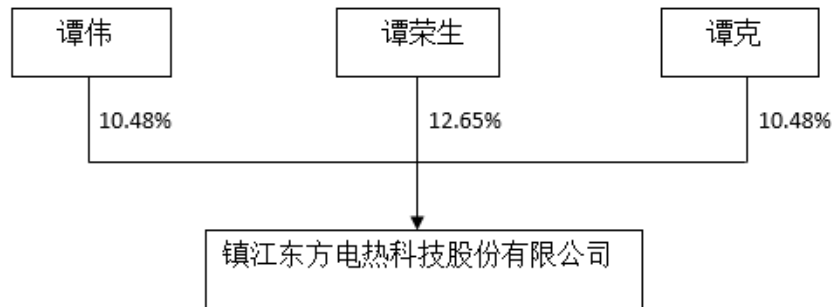 谭伟
谭荣生
谭克
10.48%
12.65%
10.48%
镇江东方电热科技股份有限公司